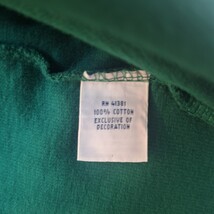 RN 41381
100% COTTON
EXCLUSIVE OF
DECORATION